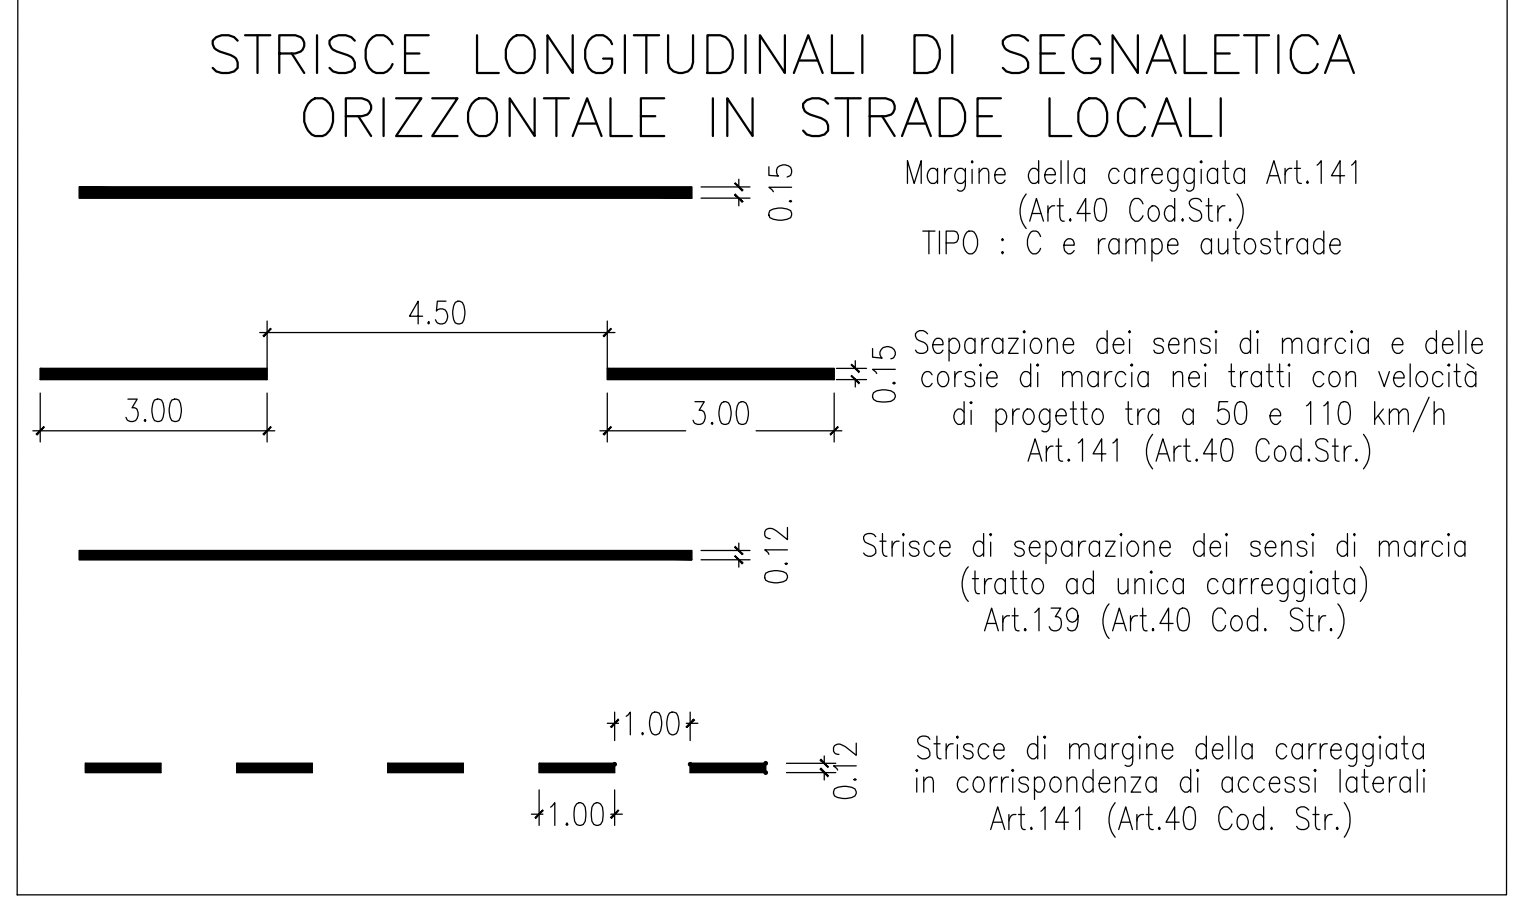 STRISCE LONGITUDINALI DI SEGNALETICA
ORIZZONTALE IN STRADE LOCALI
0.15
Margine della careggiata Art.141
(Art.40 Cod.Str.)
TIPO : C e rampe autostrade
4.50
3.00
3.00
0.15
Separazione dei sensi di marcia e delle
corsie di marcia nei tratti con velocità
di progetto tra a 50 e 110 km/h
Art.141 (Art.40 Cod.Str.)
0.12
Strisce di separazione dei sensi di marcia
(tratto ad unica carreggiata)
Art.139 (Art.40 Cod. Str.)
1.00
1.00
0.12
Strisce di margine della carreggiata
in corrispondenza di accessi laterali
Art.141 (Art.40 Cod. Str.)